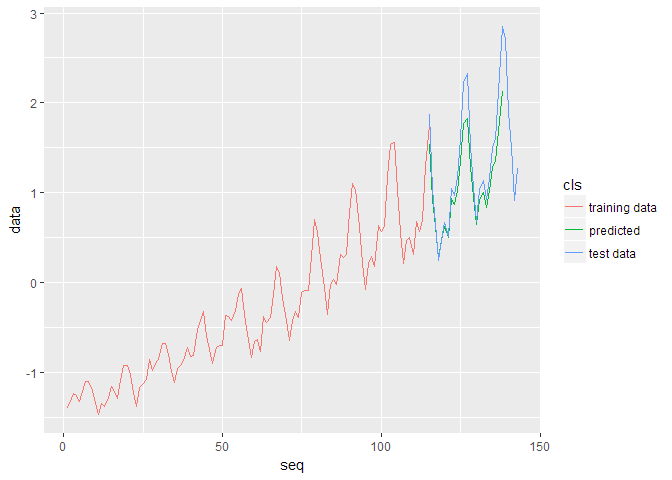 3
2
1
0
-1
data
0
50
100
150
seq
cls
training data
predicted
test data